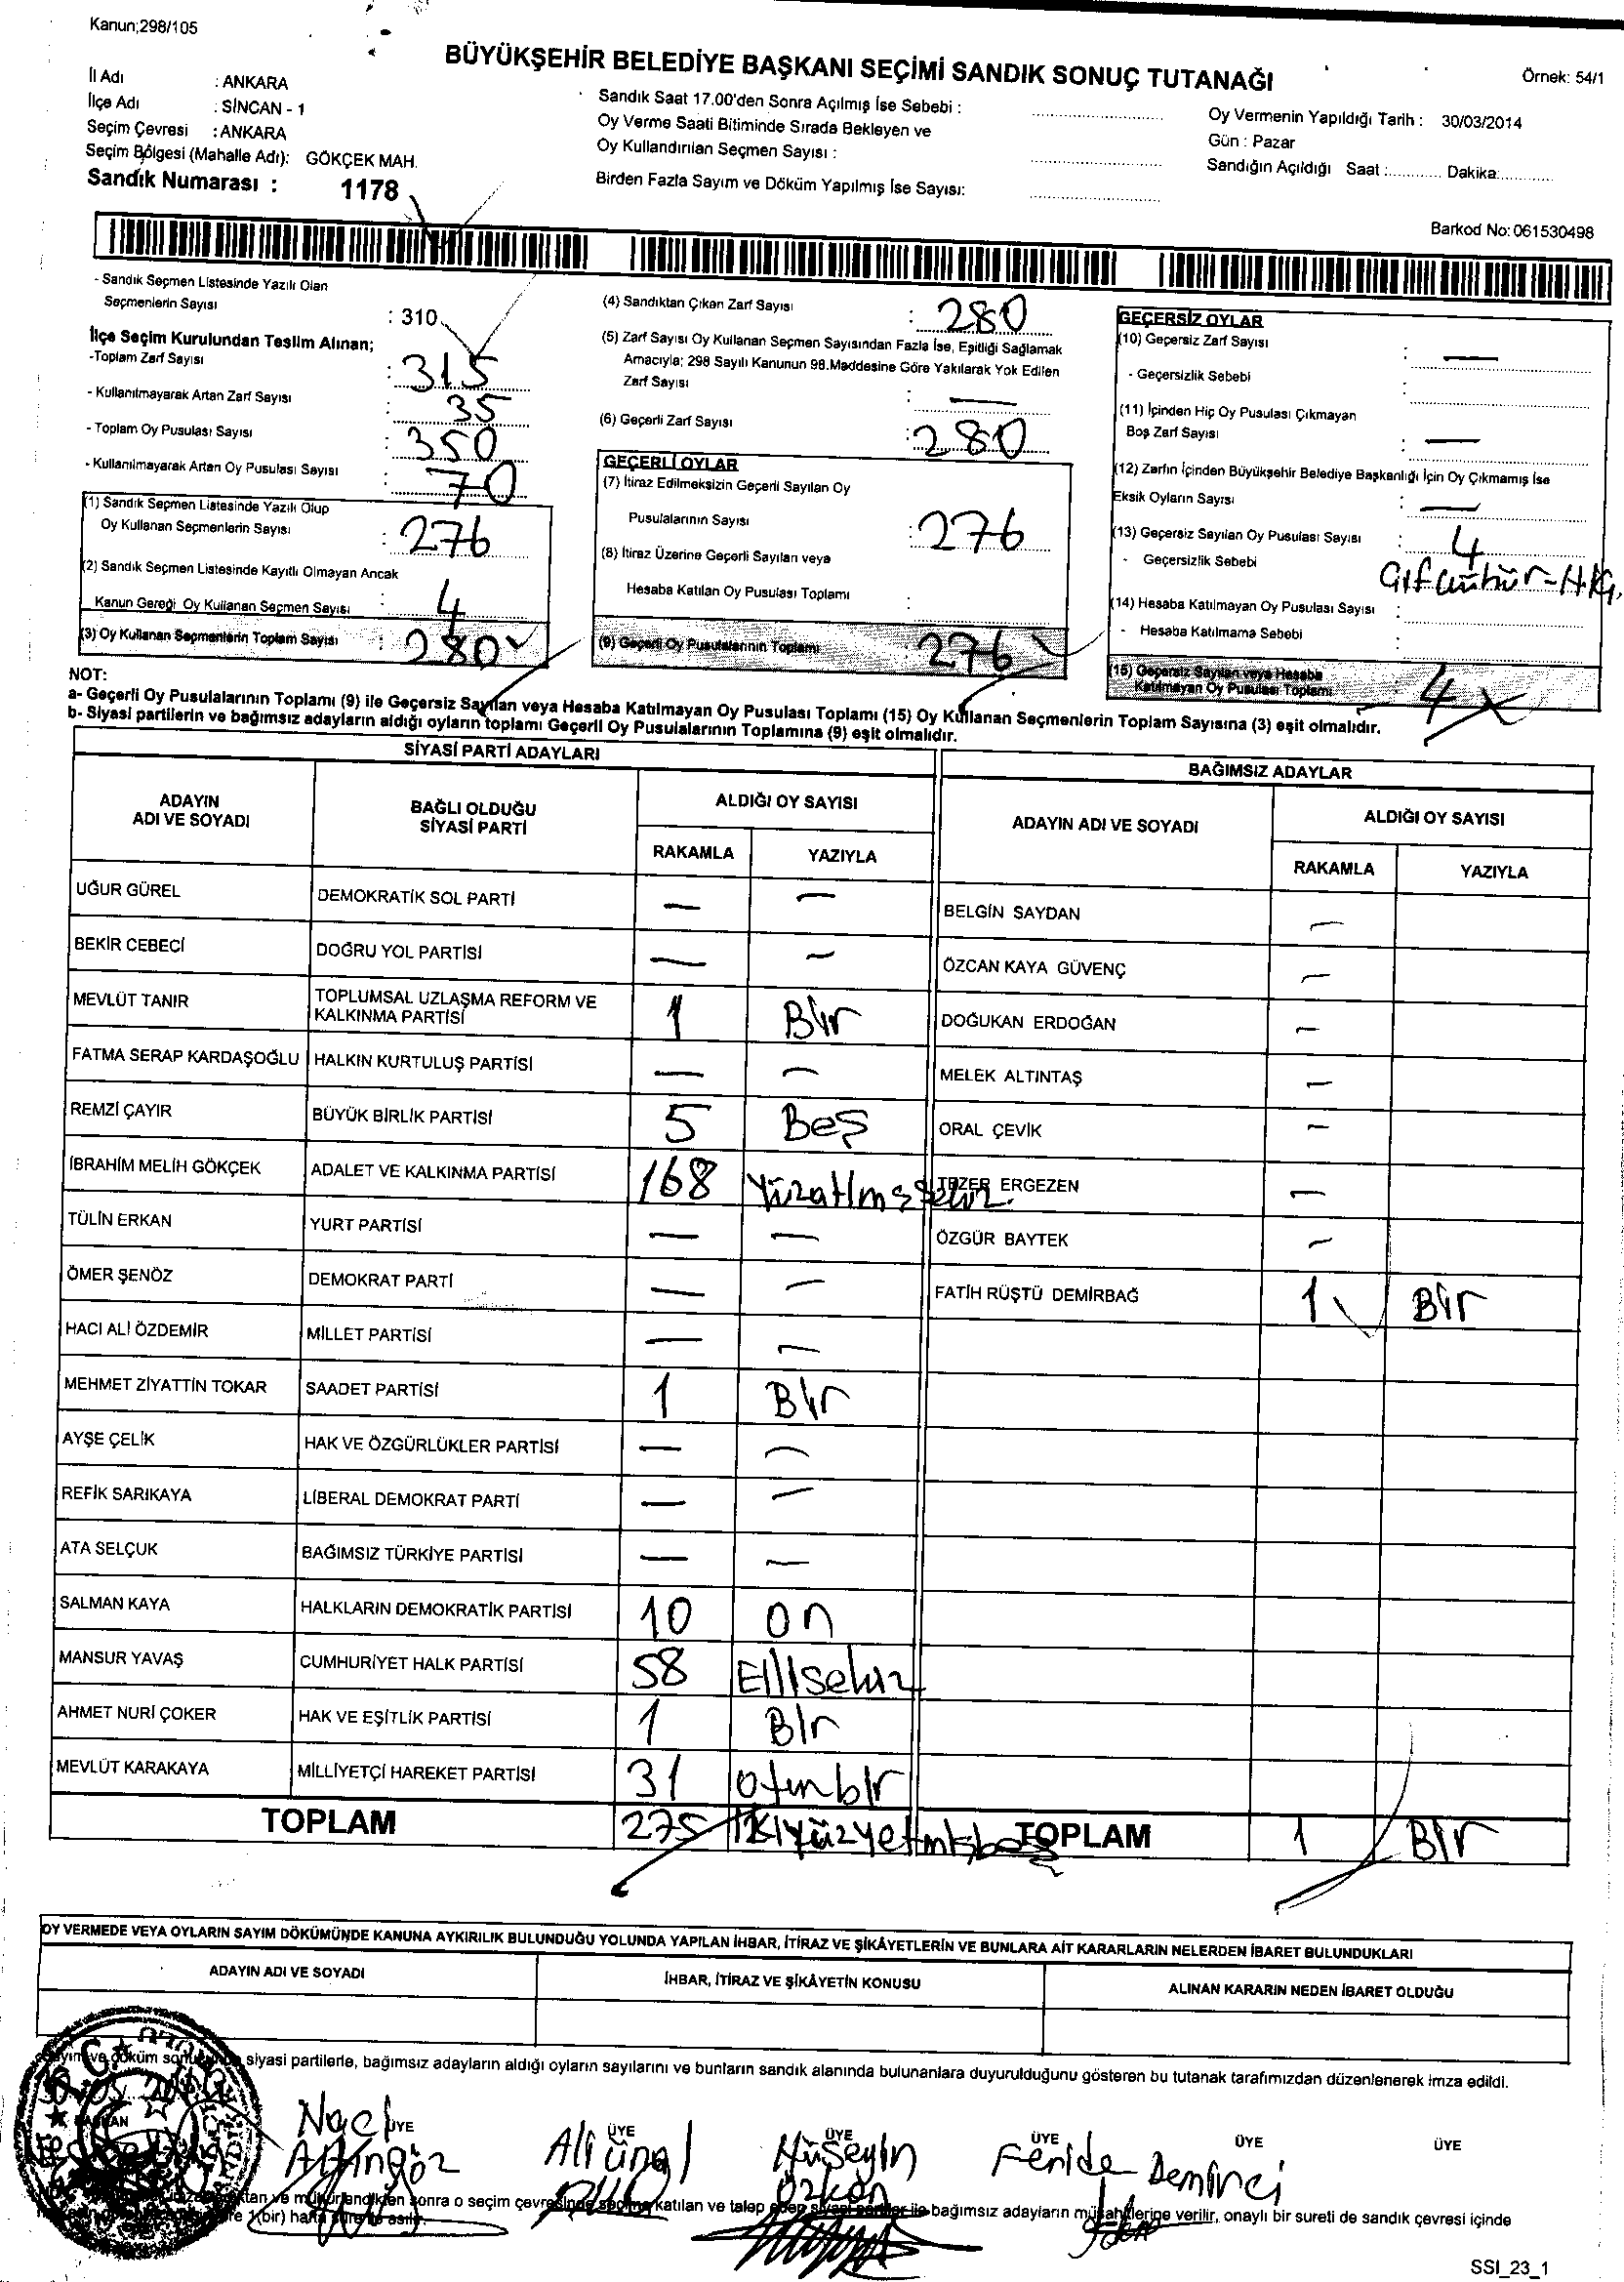 Kanun;298/105
BÜYÜKŞEHİR BELEDİYE BAŞKANI SEÇİMİ SANDIK SONUÇ TUTANAĞI
Örnek: 54/1
İl Adı : ANKARA
İlçe Adı : SİNCAN - 1
Seçim Çevresi : ANKARA
Seçim Bölgesi (Mahalle Adı): GÖKÇEK MAH.
Sandık Numarası : 1178
Sandık Saat 17.00'den Sonra Açılmış İse Sebebi :
Oy Verme Saati Bitiminde Sırada Bekleyen ve
Oy Kullandırılan Seçmen Sayısı :
Birden Fazla Sayım ve Döküm Yapılmış İse Sayısı:
Oy Vermenin Yapıldığı Tarih : 30/03/2014
Gün : Pazar
Sandığın Açıldığı Saat :............ Dakika:............
Barkod No: 061530498
- Sandık Seçmen Listesinde Yazılı Olan
Seçmenlerin Sayısı : 310
İlçe Seçim Kurulundan Teslim Alınan;
-Toplam Zarf Sayısı : 315
- Kullanılmayarak Artan Zarf Sayısı : 35
- Toplam Oy Pusulası Sayısı : 350
- Kullanılmayarak Artan Oy Pusulası Sayısı : 70
(1) Sandık Seçmen Listesinde Yazılı Olup
Oy Kullanan Seçmenlerin Sayısı : 276
(2) Sandık Seçmen Listesinde Kayıtlı Olmayan Ancak
Kanun Gereği Oy Kullanan Seçmen Sayısı : 4
(3) Oy Kullanan Seçmenlerin Toplam Sayısı : 280
(4) Sandıktan Çıkan Zarf Sayısı : 280
(5) Zarf Sayısı Oy Kullanan Seçmen Sayısından Fazla İse, Eşitliği Sağlamak
Amacıyla; 298 Sayılı Kanunun 98.Maddesine Göre Yakılarak Yok Edilen
Zarf Sayısı : —
(6) Geçerli Zarf Sayısı : 280
GEÇERLİ OYLAR
(7) İtiraz Edilmeksizin Geçerli Sayılan Oy
Pusulalarının Sayısı : 276
(8) İtiraz Üzerine Geçerli Sayılan veya
Hesaba Katılan Oy Pusulası Toplamı :
(9) Geçerli Oy Pusulalarının Toplamı 276
GEÇERSİZ OYLAR
(10) Geçersiz Zarf Sayısı : —
- Geçersizlik Sebebi :
(11) İçinden Hiç Oy Pusulası Çıkmayan
Boş Zarf Sayısı : —
(12) Zarfın İçinden Büyükşehir Belediye Başkanlığı İçin Oy Çıkmamış İse
Eksik Oyların Sayısı : —
(13) Geçersiz Sayılan Oy Pusulası Sayısı : 4
- Geçersizlik Sebebi :
(14) Hesaba Katılmayan Oy Pusulası Sayısı :
- Hesaba Katılmama Sebebi :
(15) Geçersiz Sayılan veya Hesaba
Katılmayan Oy Pusulası Toplamı 4
NOT:
a- Geçerli Oy Pusulalarının Toplamı (9) ile Geçersiz Sayılan veya Hesaba Katılmayan Oy Pusulası Toplamı (15) Oy Kullanan Seçmenlerin Toplam Sayısına (3) eşit olmalıdır.
b- Siyasi partilerin ve bağımsız adayların aldığı oyların toplamı Geçerli Oy Pusulalarının Toplamına (9) eşit olmalıdır.
SİYASİ PARTİ ADAYLARI
ADAYIN ADI VE SOYADI
BAĞLI OLDUĞU SİYASİ PARTİ
ALDIĞI OY SAYISI
RAKAMLA YAZIYLA
UĞUR GÜREL DEMOKRATİK SOL PARTİ — —
BEKİR CEBECİ DOĞRU YOL PARTİSİ — —
MEVLÜT TANIR TOPLUMSAL UZLAŞMA REFORM VE KALKINMA PARTİSİ 1 Bir
FATMA SERAP KARDAŞOĞLU HALKIN KURTULUŞ PARTİSİ — —
REMZİ ÇAYIR BÜYÜK BİRLİK PARTİSİ 5 Beş
İBRAHİM MELİH GÖKÇEK ADALET VE KALKINMA PARTİSİ 168 Yüzatmşsekiz
TÜLİN ERKAN YURT PARTİSİ — —
ÖMER ŞENÖZ DEMOKRAT PARTİ — —
HACI ALİ ÖZDEMİR MİLLET PARTİSİ — —
MEHMET ZİYATTİN TOKAR SAADET PARTİSİ 1 Bir
AYŞE ÇELİK HAK VE ÖZGÜRLÜKLER PARTİSİ — —
REFİK SARIKAYA LİBERAL DEMOKRAT PARTİ — —
ATA SELÇUK BAĞIMSIZ TÜRKİYE PARTİSİ — —
SALMAN KAYA HALKLARIN DEMOKRATİK PARTİSİ 10 on
MANSUR YAVAŞ CUMHURİYET HALK PARTİSİ 58 Ellisekiz
AHMET NURİ ÇOKER HAK VE EŞİTLİK PARTİSİ 1 Bir
MEVLÜT KARAKAYA MİLLİYETÇİ HAREKET PARTİSİ 31 otuzbir
TOPLAM 275 ikiyüzyetmişbeş
BAĞIMSIZ ADAYLAR
ADAYIN ADI VE SOYADI
ALDIĞI OY SAYISI
RAKAMLA YAZIYLA
BELGİN SAYDAN —
ÖZCAN KAYA GÜVENÇ —
DOĞUKAN ERDOĞAN —
MELEK ALTINTAŞ —
ORAL ÇEVİK —
TEZER ERGEZEN —
ÖZGÜR BAYTEK —
FATİH RÜŞTÜ DEMİRBAĞ 1 Bir
TOPLAM 1 Bir
OY VERMEDE VEYA OYLARIN SAYIM DÖKÜMÜNDE KANUNA AYKIRILIK BULUNDUĞU YOLUNDA YAPILAN İHBAR, İTİRAZ VE ŞİKÂYETLERİN VE BUNLARA AİT KARARLARIN NELERDEN İBARET BULUNDUKLARI
ADAYIN ADI VE SOYADI İHBAR, İTİRAZ VE ŞİKÂYETİN KONUSU ALINAN KARARIN NEDEN İBARET OLDUĞU
siyasi partilerle, bağımsız adayların aldığı oyların sayılarını ve bunların sandık alanında bulunanlara duyurulduğunu gösteren bu tutanak tarafımızdan düzenlenerek imza edildi.
BAŞKAN ÜYE ÜYE ÜYE ÜYE ÜYE ÜYE
Naci Altıngöz
Ali ünal
Hüseyin Özkan
Feride Demirci
sonra o seçim çevresinde seçime katılan ve talep eden siyasi partiler ile bağımsız adayların müşahitlerine verilir, onaylı bir sureti de sandık çevresi içinde
(bir) hafta süre ile asılır.
SSI_23_1